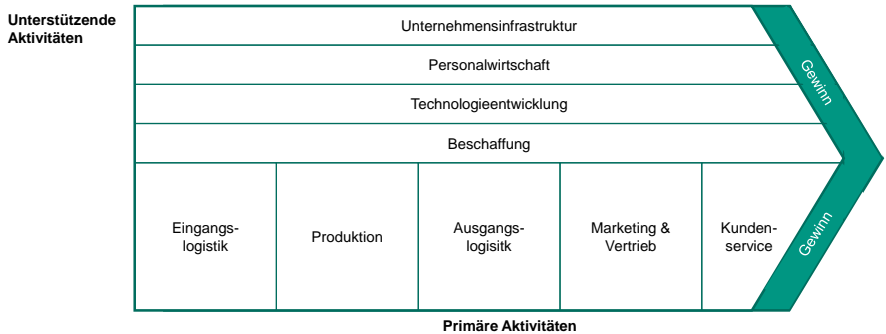 Unterstützende
Aktivitäten
Unternehmensinfrastruktur
Personalwirtschaft
Technologieentwicklung
Beschaffung
Gewinn
Eingangs-
logistik
Produktion
Ausgangs-
logisitk
Marketing &
Vertrieb
Kunden-
service
Gewinn
Primäre Aktivitäten